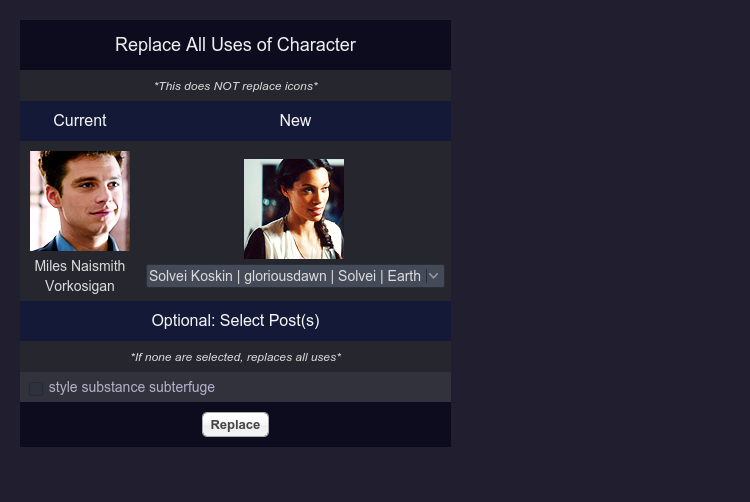 Replace All Uses of Character
*This does NOT replace icons*
Current New
Miles Naismith
Vorkosigan
Solvei Koskin | gloriousdawn | Solvei | Earth
Optional: Select Post(s)
*If none are selected, replaces all uses*
style substance subterfuge
Replace